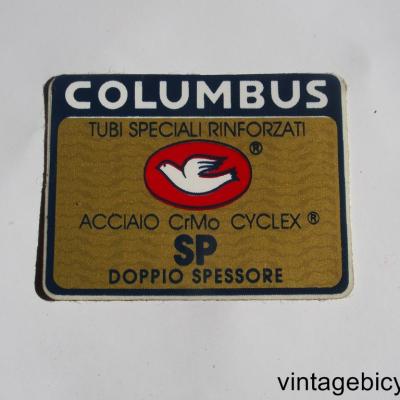 COLUMBUS
TUBI SPECIALI RINFORZATI
®
ACCIAIO CrMo CYCLEX ®
SP
DOPPIO SPESSORE
vintagebicy